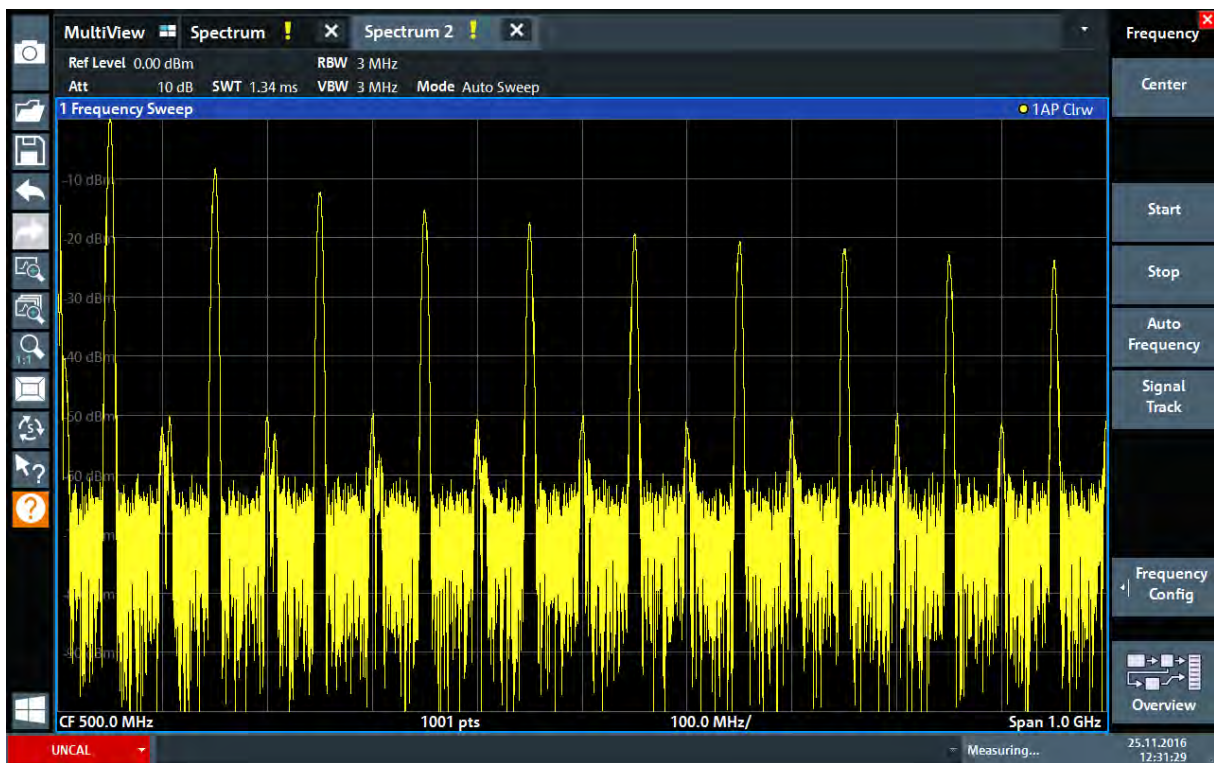 MultiView Spectrum ! X Spectrum 2 ! X
Frequency
Ref Level 0.00 dBm RBW 3 MHz
Att 10 dB SWT 1.34 ms VBW 3 MHz Mode Auto Sweep
Center
1 Frequency Sweep 1AP Clrw
-10 dBm
-20 dBm
-30 dBm
-40 dBm
-50 dBm
Start
Stop
Auto
Frequency
Signal
Track
Frequency
Config
Overview
1:1
S
?
?
CF 500.0 MHz 1001 pts 100.0 MHz/ Span 1.0 GHz
UNCAL Measuring... 25.11.2016
12:31:29